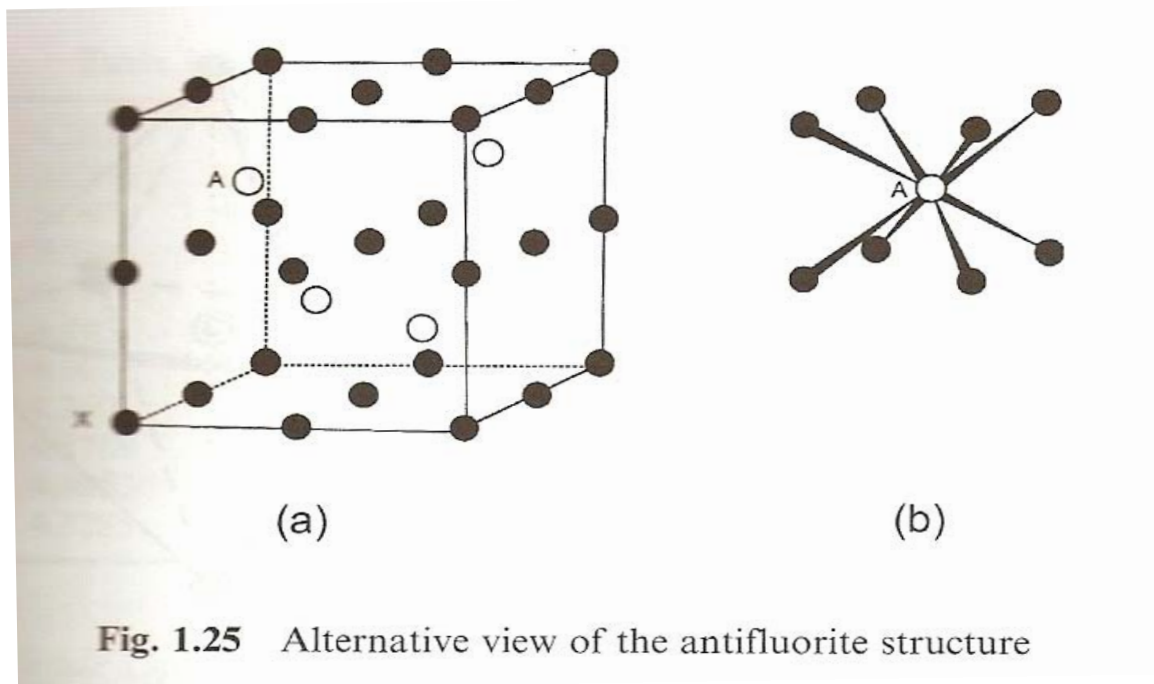 A
A
(a)
(b)
Fig. 1.25 Alternative view of the antifluorite structure